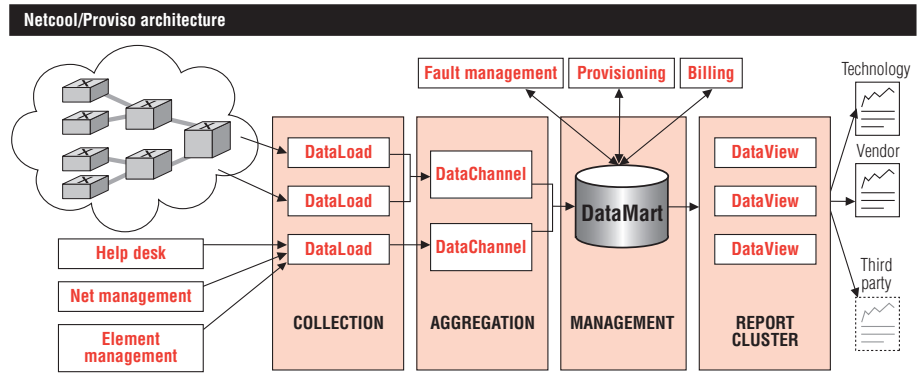 Netcool/Proviso architecture
Fault management
Provisioning
Billing
Technology
Vendor
Third
party
DataLoad
DataLoad
DataLoad
DataChannel
DataChannel
DataMart
DataView
DataView
DataView
Help desk
Net management
Element
management
COLLECTION
AGGREGATION
MANAGEMENT
REPORT
CLUSTER